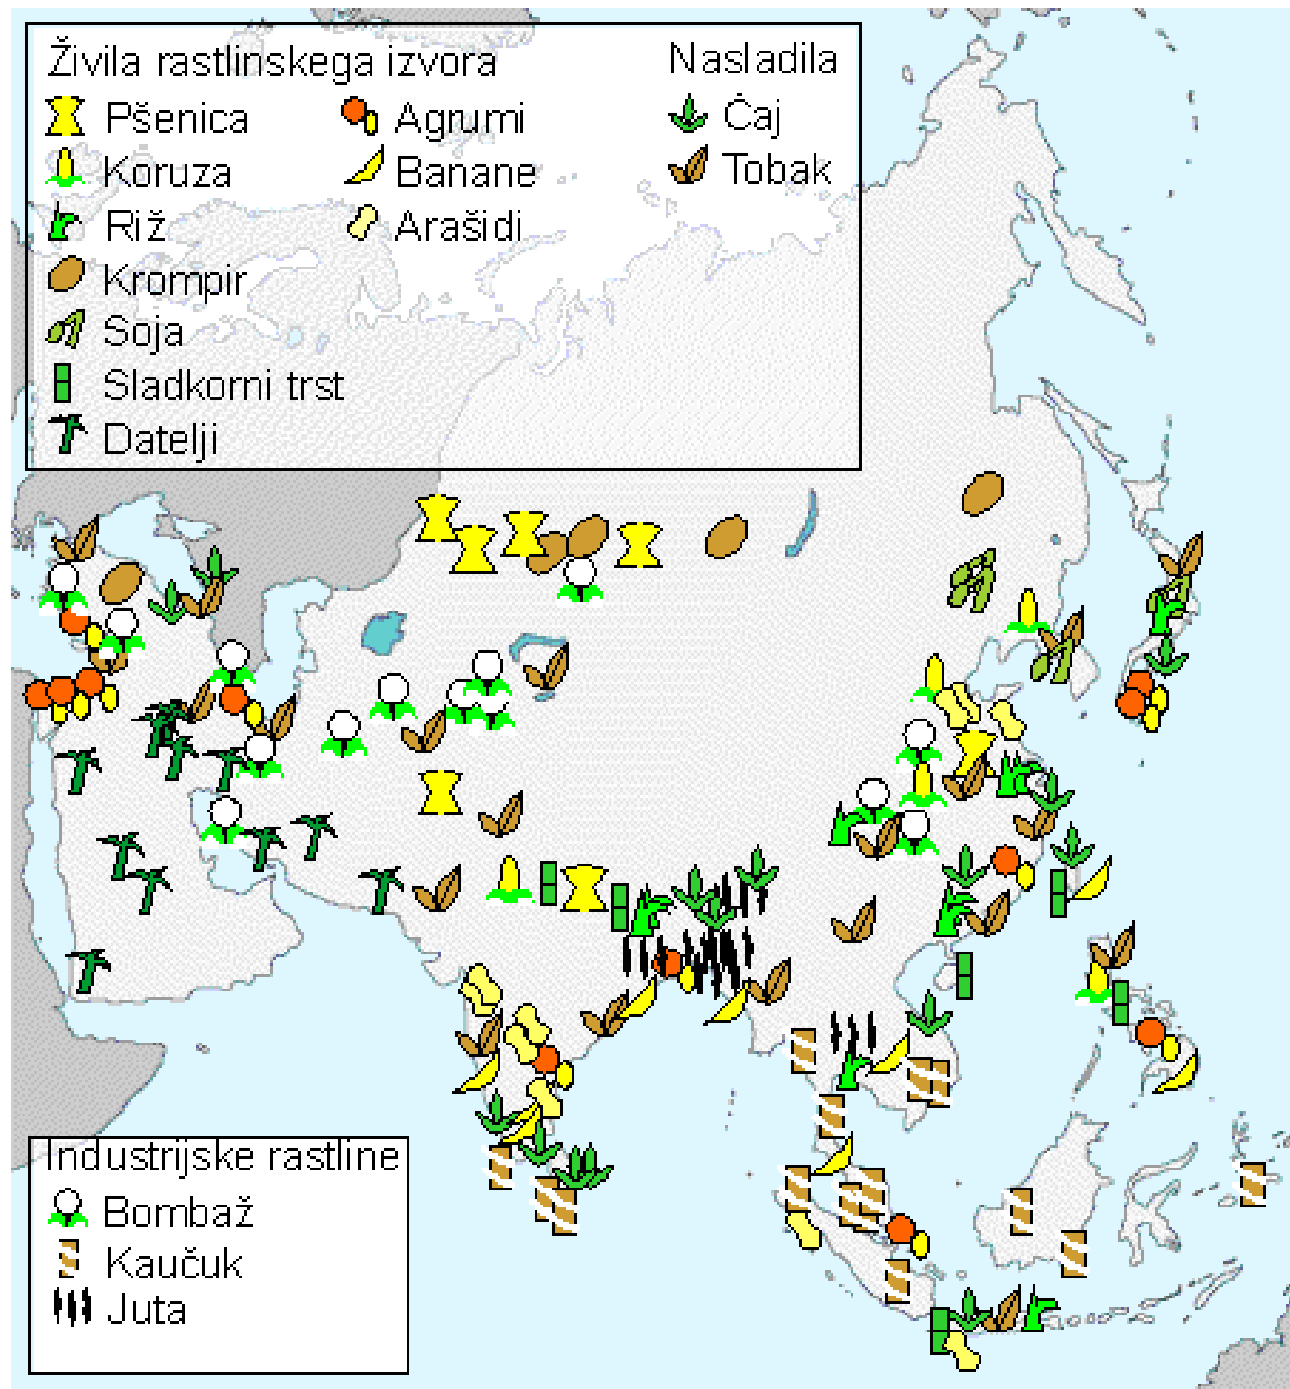 Živila rastlinskega izvora
Pšenica
Koruza
Riž
Krompir
Soja
Sladkorni trst
Datelji
Agrumi
Banane
Arašidi
Nasladila
Čaj
Tobak
Industrijske rastline
Bombaž
Kaučuk
Juta